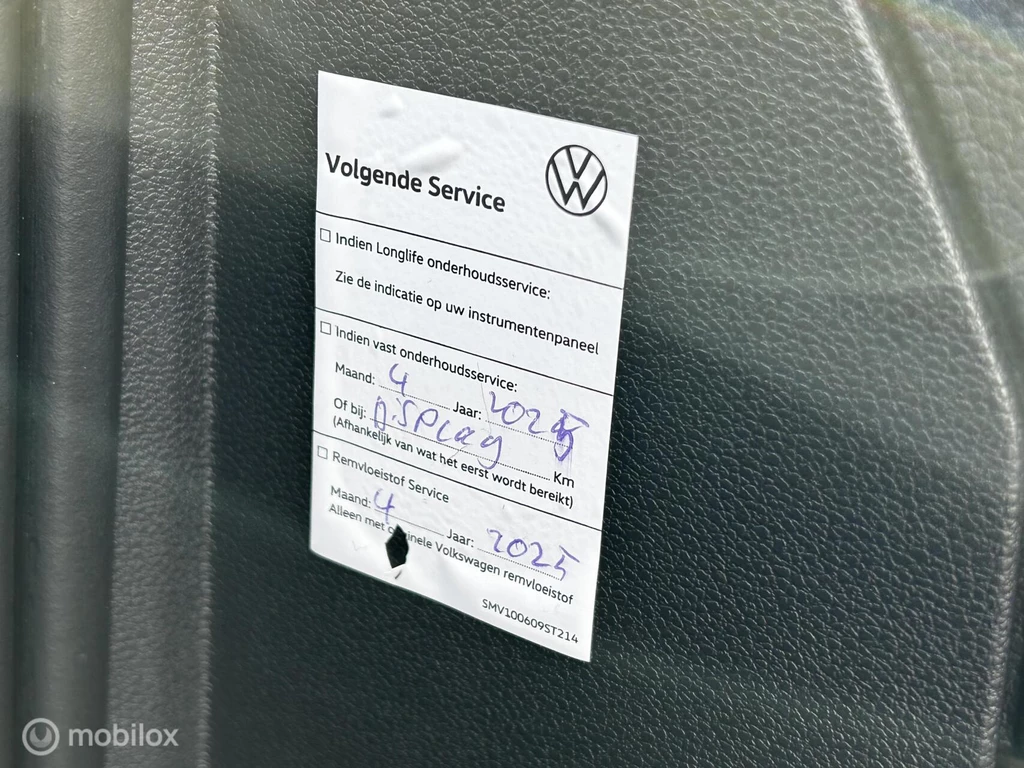 Volgende Service
☐ Indien Longlife onderhoudsservice:
Zie de indicatie op uw instrumentenpaneel
☐ Indien vast onderhoudsservice:
Maand: 4 Jaar: 2025
Of bij: DISPLAY Km
(Afhankelijk van wat het eerst wordt bereikt)
☐ Remvloeistof Service
Maand: 4 Jaar: 2025
Alleen met Volkswagen remvloeistof
SMV100609ST214
mobilox